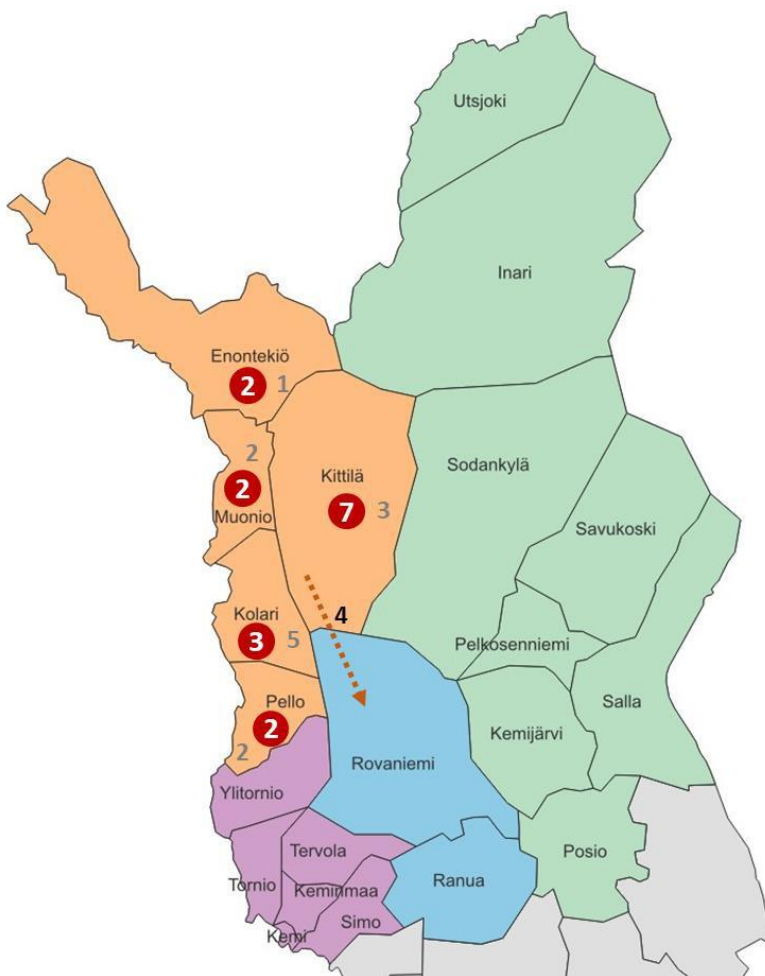 Utsjoki
Inari
Enontekiö
2 1
2
2
Muonio
Kittilä
7 3
Sodankylä
Savukoski
4
Kolari
3 5
Pelkosenniemi
Salla
Pello
2
2
Kemijärvi
Rovaniemi
Ylitornio
Tervola
Posio
Ranua
Tornio
Keminmaa
Simo
Kemi